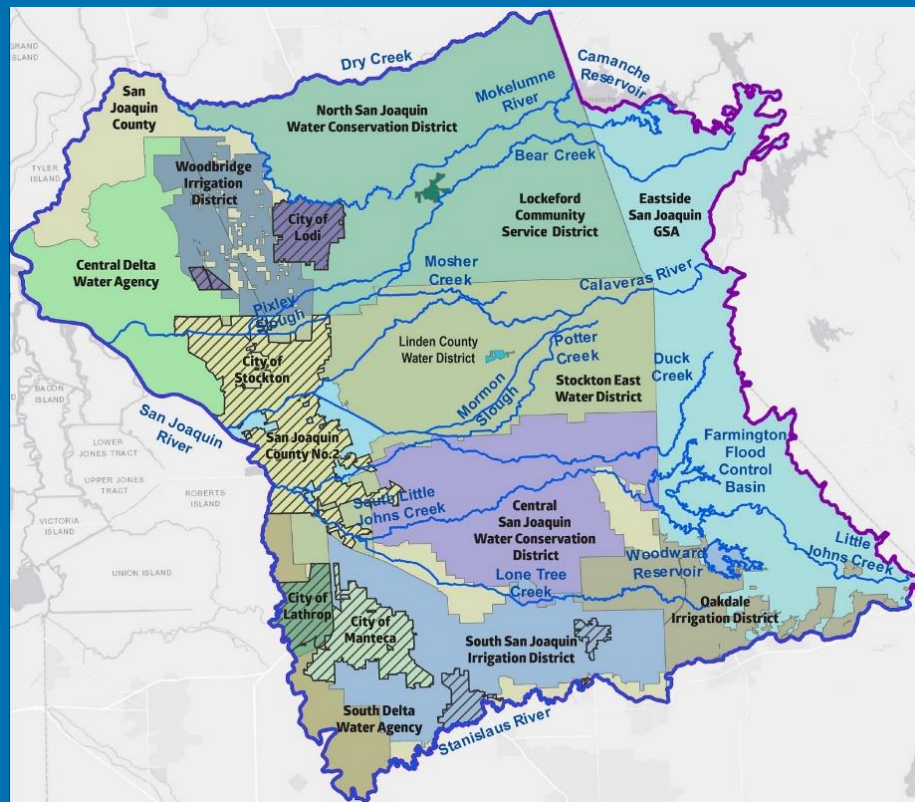 GRAND
ISLAND
Dry Creek
Camanche
Reservoir
San
Joaquin
County
North San Joaquin
Water Conservation District
Mokelumne
River
Bear Creek
TYLER
ISLAND
Woodbridge
Irrigation
District
City of
Lodi
Lockeford
Community
Service District
Eastside
San Joaquin
GSA
Central Delta
Water Agency
Mosher
Creek
Calaveras River
Pixley
Slough
Linden County
Water District
Potter
Creek
Duck
Creek
City of
Stockton
Mormon
Slough
Stockton East
Water District
BACON
ISLAND
San Joaquin
River
LOWER
JONES TRACT
San Joaquin
County No.2
Farmington
Flood
Control
Basin
UPPER JONES
TRACT
ROBERTS
ISLAND
VICTORIA
ISLAND
South Little
Johns Creek
Central
San Joaquin
Water Conservation
District
Little
Johns Creek
UNION ISLAND
Lone Tree
Creek
Woodward
Reservoir
City of
Lathrop
City of
Manteca
Oakdale
Irrigation District
South San Joaquin
Irrigation District
South Delta
Water Agency
Stanislaus River